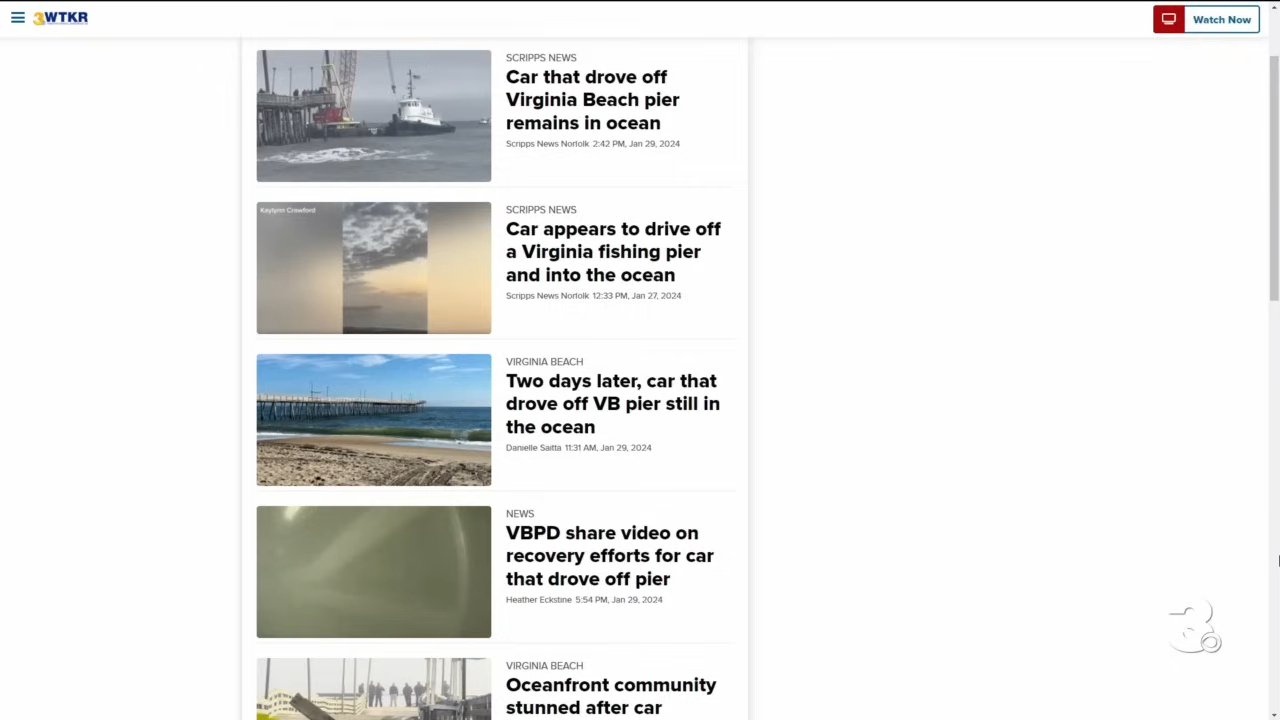 3WTKR
Watch Now
SCRIPPS NEWS
Car that drove off
Virginia Beach pier
remains in ocean
Scripps News Norfolk 2:42 PM, Jan 29, 2024
Kaylynn Crawford
SCRIPPS NEWS
Car appears to drive off
a Virginia fishing pier
and into the ocean
Scripps News Norfolk 12:33 PM, Jan 27, 2024
VIRGINIA BEACH
Two days later, car that
drove off VB pier still in
the ocean
Danielle Saitta 11:31 AM, Jan 29, 2024
NEWS
VBPD share video on
recovery efforts for car
that drove off pier
Heather Eckstine 5:54 PM, Jan 29, 2024
3
VIRGINIA BEACH
Oceanfront community
stunned after car